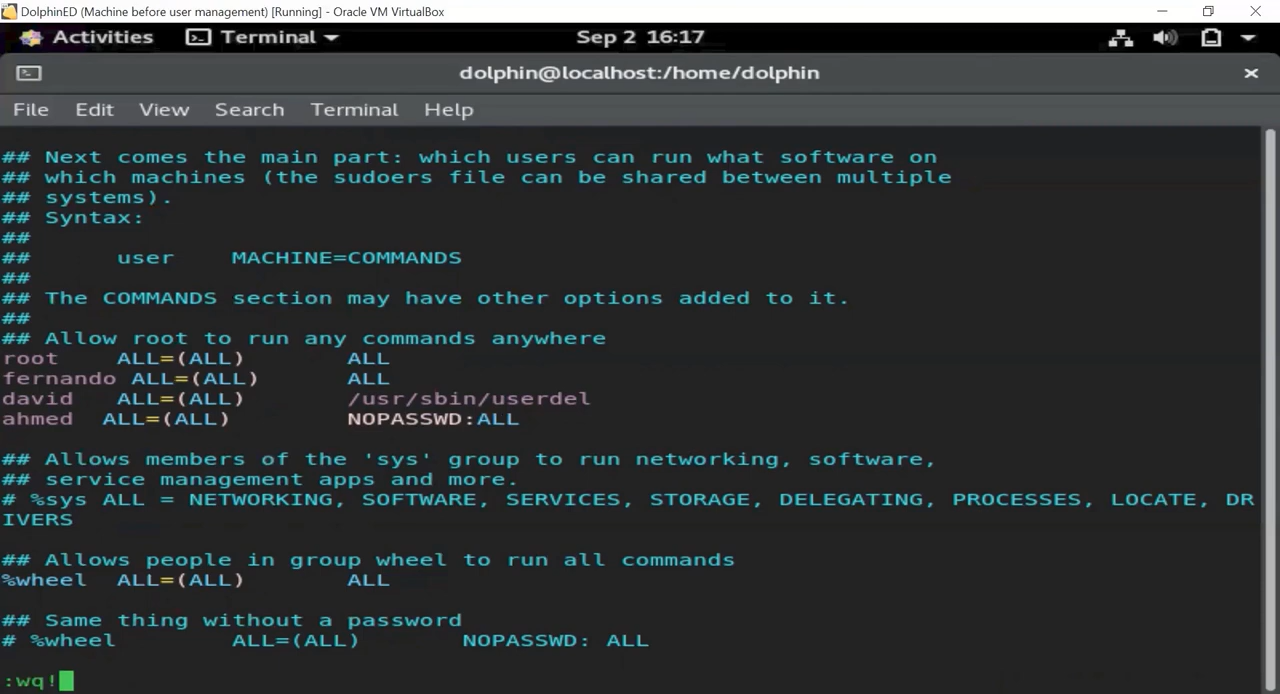 DolphinED (Machine before user management) [Running] - Oracle VM VirtualBox
Activities Terminal Sep 2 16:17
dolphin@localhost:/home/dolphin
File Edit View Search Terminal Help
## Next comes the main part: which users can run what software on
## which machines (the sudoers file can be shared between multiple
## systems).
## Syntax:
##
## user MACHINE=COMMANDS
##
## The COMMANDS section may have other options added to it.
##
## Allow root to run any commands anywhere
root ALL=(ALL) ALL
fernando ALL=(ALL) ALL
david ALL=(ALL) /usr/sbin/userdel
ahmed ALL=(ALL) NOPASSWD:ALL
## Allows members of the 'sys' group to run networking, software,
## service management apps and more.
# %sys ALL = NETWORKING, SOFTWARE, SERVICES, STORAGE, DELEGATING, PROCESSES, LOCATE, DR
IVERS
## Allows people in group wheel to run all commands
%wheel ALL=(ALL) ALL
## Same thing without a password
# %wheel ALL=(ALL) NOPASSWD: ALL
:wq!